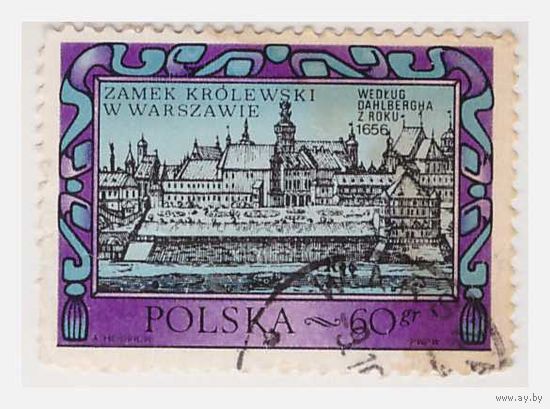 ZAMEK KRÓLEWSKI
W WARSZAWIE
WEDŁUG
DAHLBERGHA
Z ROKU
1656
POLSKA ~ 60 gr
www.ay.by